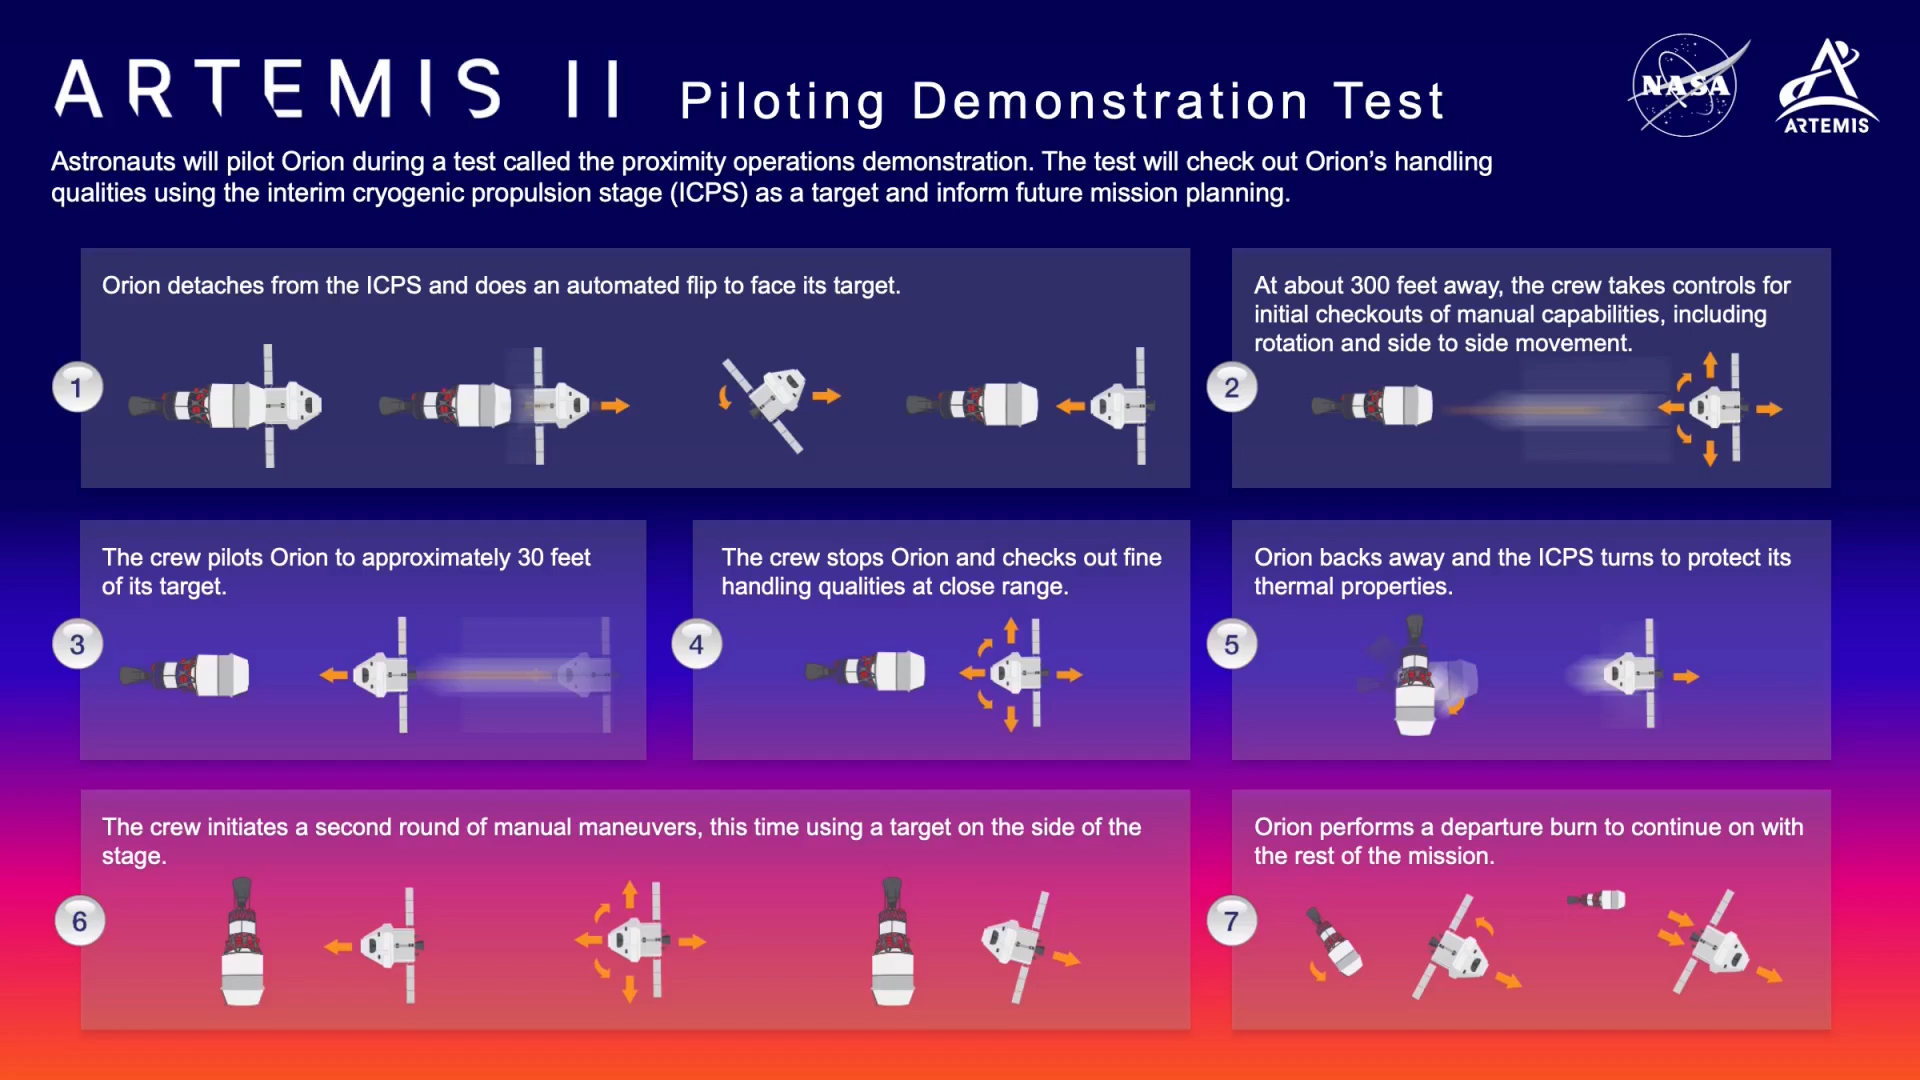 ARTEMIS II Piloting Demonstration Test
NASA
ARTEMIS
Astronauts will pilot Orion during a test called the proximity operations demonstration. The test will check out Orion’s handling
qualities using the interim cryogenic propulsion stage (ICPS) as a target and inform future mission planning.
1
Orion detaches from the ICPS and does an automated flip to face its target.
2
At about 300 feet away, the crew takes controls for
initial checkouts of manual capabilities, including
rotation and side to side movement.
3
The crew pilots Orion to approximately 30 feet
of its target.
4
The crew stops Orion and checks out fine
handling qualities at close range.
5
Orion backs away and the ICPS turns to protect its
thermal properties.
6
The crew initiates a second round of manual maneuvers, this time using a target on the side of the
stage.
7
Orion performs a departure burn to continue on with
the rest of the mission.